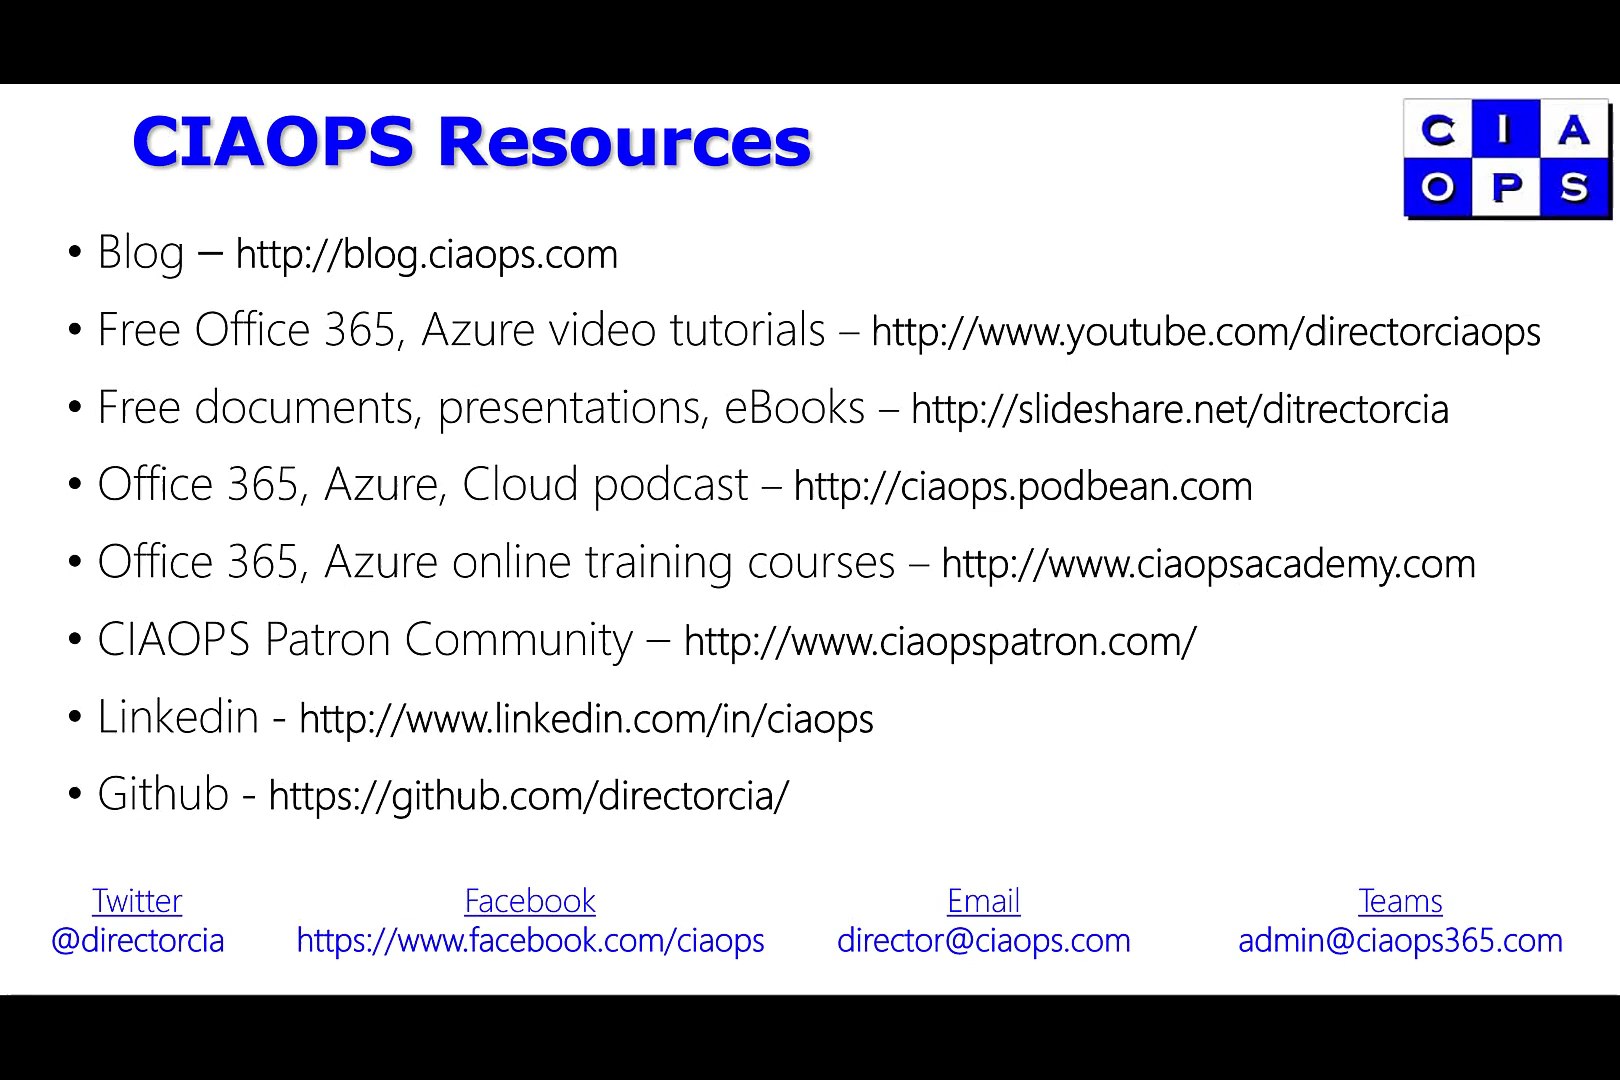 CIAOPS Resources
C I A
O P S
• Blog – http://blog.ciaops.com
• Free Office 365, Azure video tutorials – http://www.youtube.com/directorciaops
• Free documents, presentations, eBooks – http://slideshare.net/ditrectorcia
• Office 365, Azure, Cloud podcast – http://ciaops.podbean.com
• Office 365, Azure online training courses – http://www.ciaopsacademy.com
• CIAOPS Patron Community – http://www.ciaopspatron.com/
• Linkedin - http://www.linkedin.com/in/ciaops
• Github - https://github.com/directorcia/
Twitter Facebook Email Teams
@directorcia https://www.facebook.com/ciaops director@ciaops.com admin@ciaops365.com